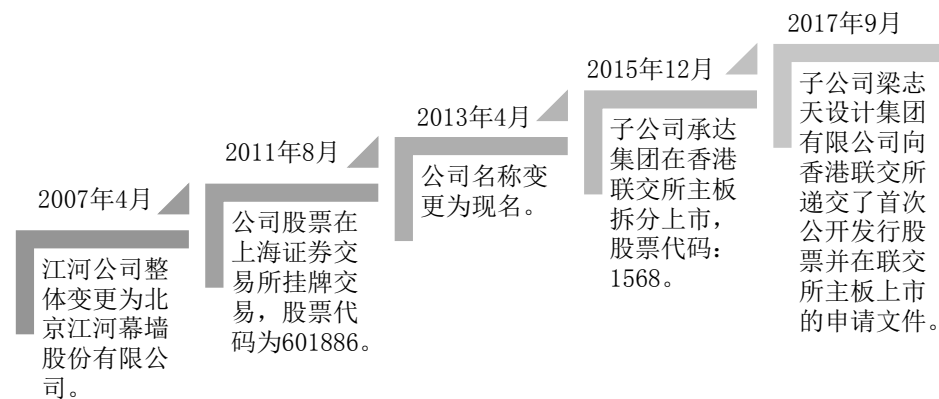 2007年4月
江河公司整
体变更为北
京江河幕墙
股份有限公
司。
2011年8月
公司股票在
上海证券交
易所挂牌交
易，股票代
码为601886。
2013年4月
公司名称变
更为现名。
2015年12月
子公司承达
集团在香港
联交所主板
拆分上市，
股票代码：
1568。
2017年9月
子公司梁志
天设计集团
有限公司向
香港联交所
递交了首次
公开发行股
票并在联交
所主板上市
的申请文件。